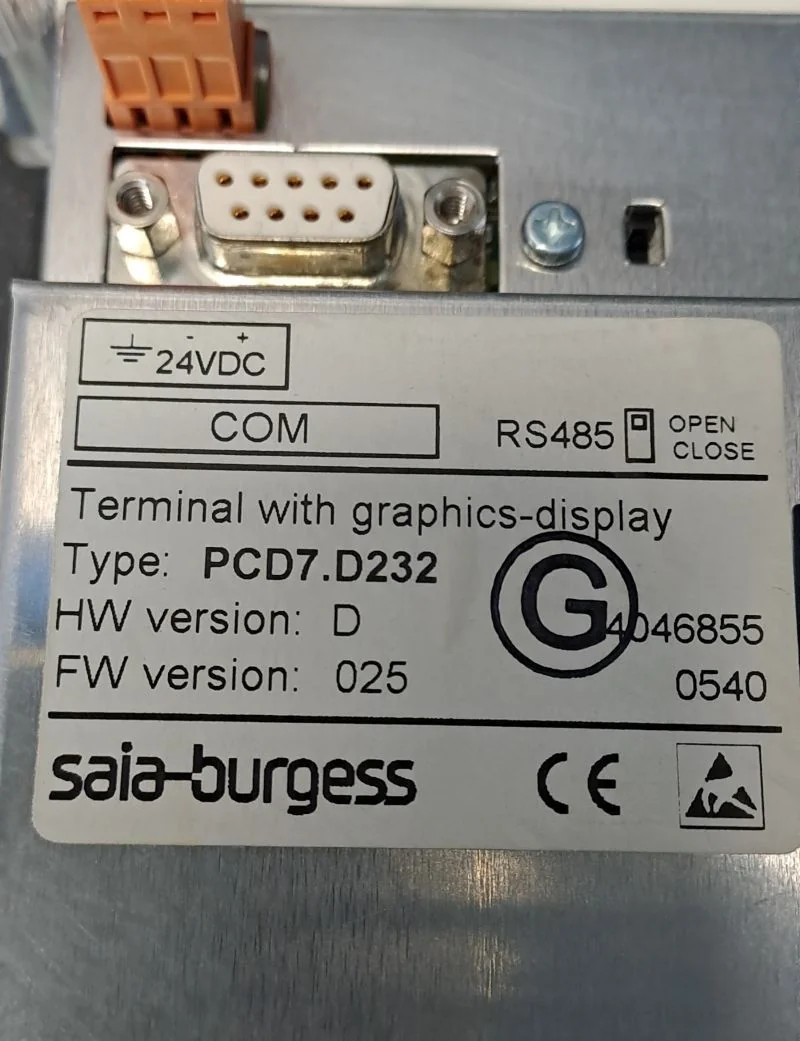 - +
24VDC
COM
RS485 OPEN
CLOSE
Terminal with graphics-display
Type: PCD7.D232
G
HW version: D 4046855
FW version: 025 0540
saia-burgess CE